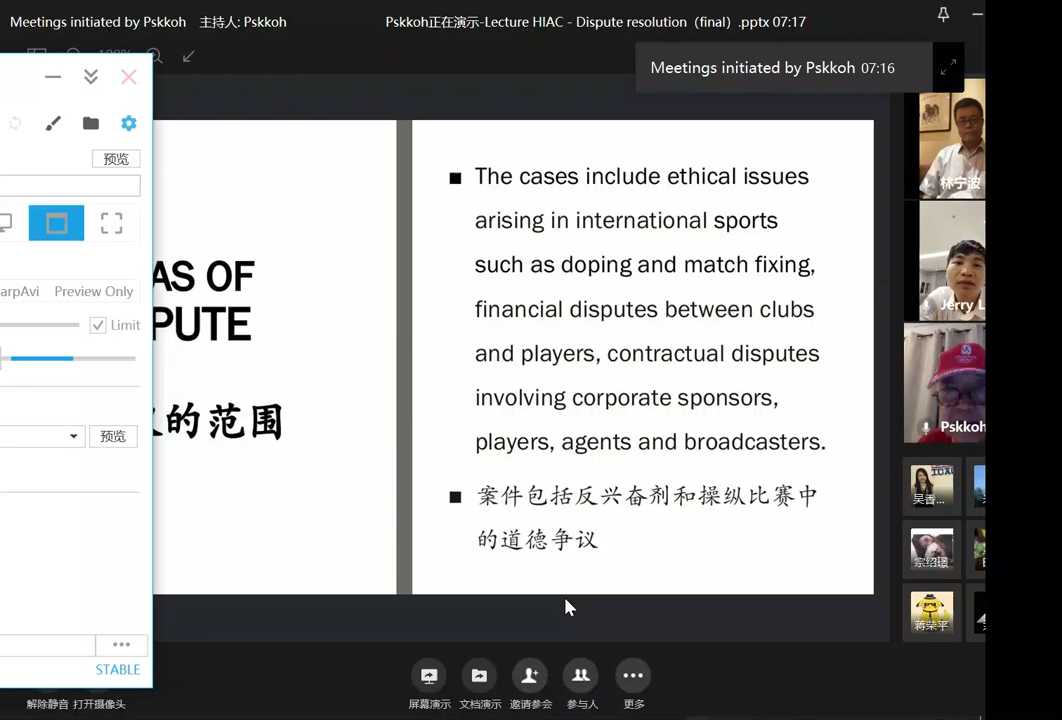 Meetings initiated by Pskkoh 主持人: Pskkoh
Pskkoh正在演示-Lecture HIAC - Dispute resolution（final）.pptx 07:17
Meetings initiated by Pskkoh 07:16
预览
arpAvi Preview Only
Limit
预览
STABLE
AS OF
PUTE
的范围
■ The cases include ethical issues
arising in international sports
such as doping and match fixing,
financial disputes between clubs
and players, contractual disputes
involving corporate sponsors,
players, agents and broadcasters.
■ 案件包括反兴奋剂和操纵比赛中
的道德争议
林宁波
Jerry L
Pskkoh
吴香...
宗绍璟
蒋荣平
解除静音 打开摄像头
屏幕演示 文档演示 邀请参会 参与人 更多